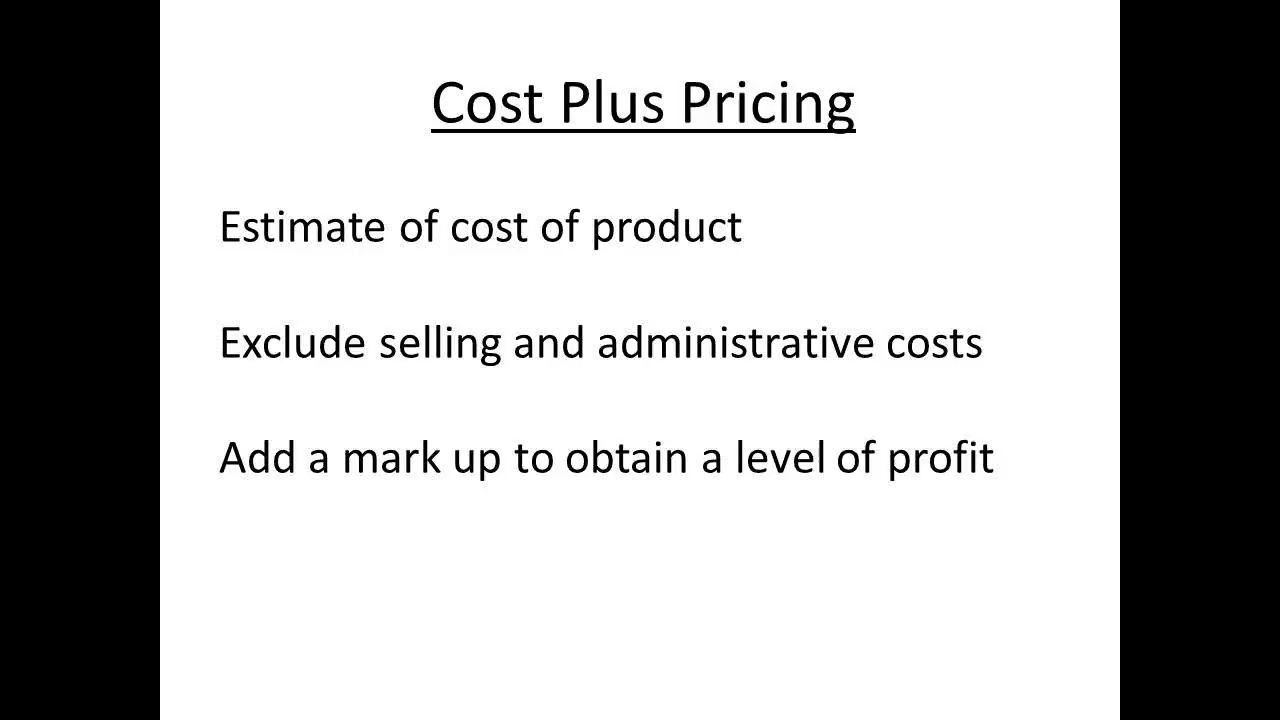 Cost Plus Pricing
Estimate of cost of product
Exclude selling and administrative costs
Add a mark up to obtain a level of profit